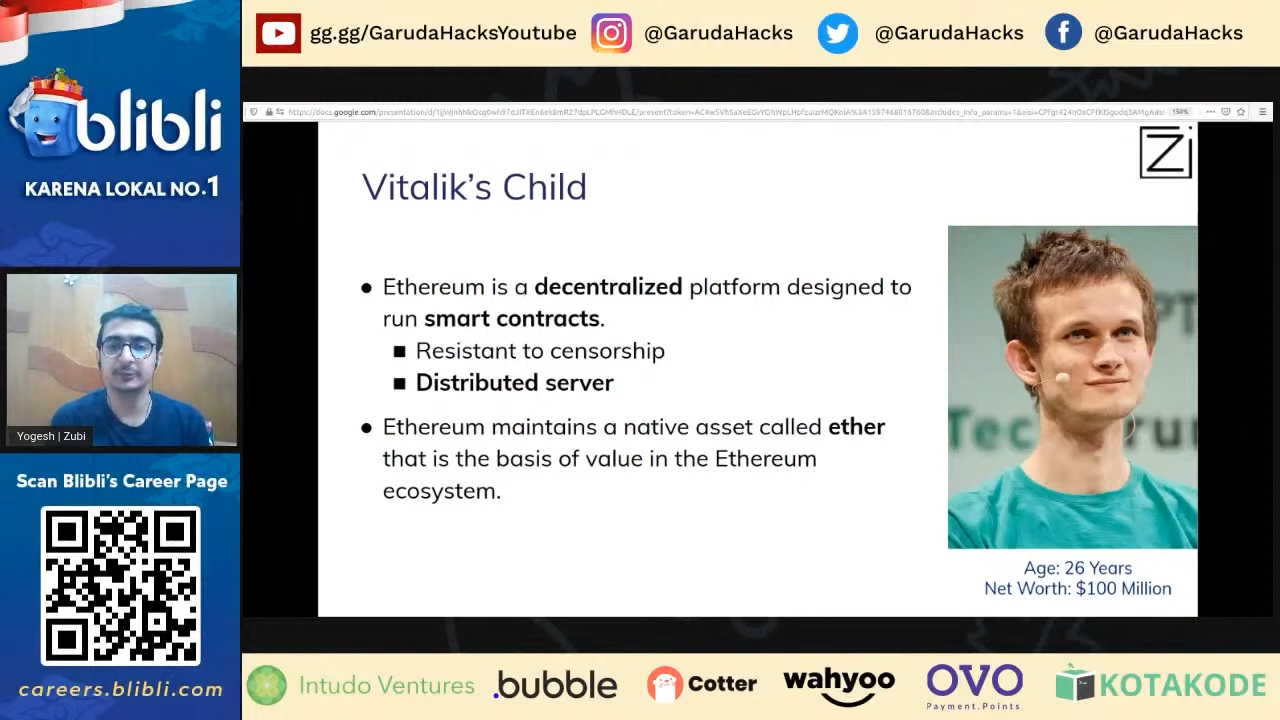 gg.gg/GarudaHacksYoutube
@GarudaHacks
@GarudaHacks
@GarudaHacks
blibli
KARENA LOKAL NO.1
150%
Zi
Vitalik's Child
● Ethereum is a decentralized platform designed to
run smart contracts.
■ Resistant to censorship
■ Distributed server
● Ethereum maintains a native asset called ether
that is the basis of value in the Ethereum
ecosystem.
Age: 26 Years
Net Worth: $100 Million
Yogesh | Zubi
Scan Blibli's Career Page
careers.blibli.com
Intudo Ventures
.bubble
Cotter
wahyoo
OVO
Payment.Points.
KOTAKODE